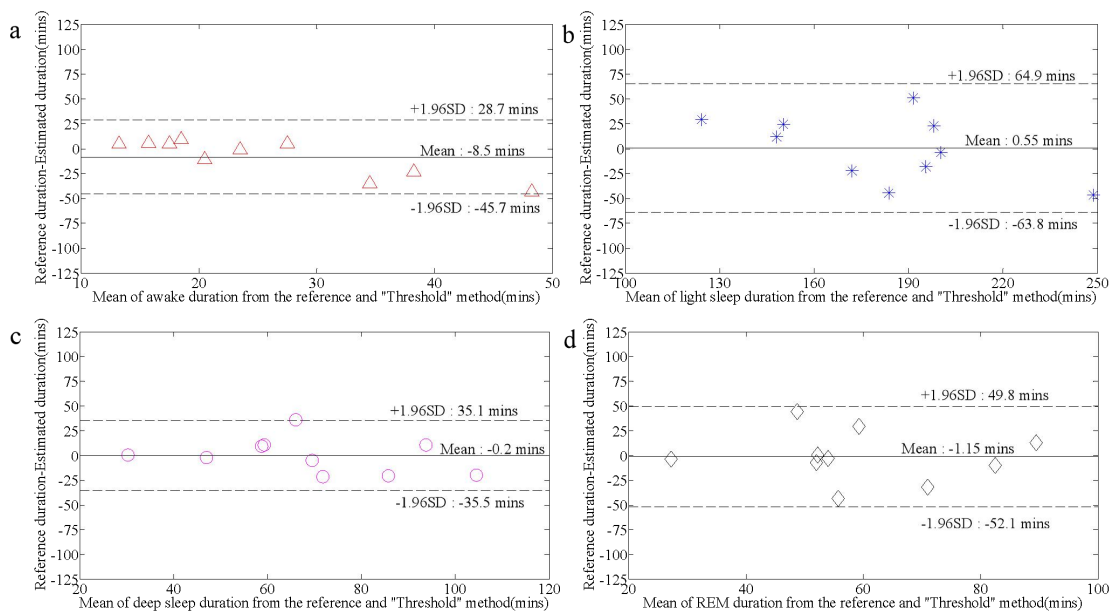 a
125
100
75
50
25
0
-25
-50
-75
-100
-125
Reference duration-Estimated duration(mins)
+1.96SD : 28.7 mins
Mean : -8.5 mins
-1.96SD : -45.7 mins
10 20 30 40 50
Mean of awake duration from the reference and "Threshold" method(mins)
b
125
100
75
50
25
0
-25
-50
-75
-100
-125
Reference duration-Estimated duration(mins)
+1.96SD : 64.9 mins
Mean : 0.55 mins
-1.96SD : -63.8 mins
100 130 160 190 220 250
Mean of light sleep duration from the reference and "Threshold" method(mins)
c
125
100
75
50
25
0
-25
-50
-75
-100
-125
Reference duration-Estimated duration(mins)
+1.96SD : 35.1 mins
Mean : -0.2 mins
-1.96SD : -35.5 mins
20 40 60 80 100 120
Mean of deep sleep duration from the reference and "Threshold" method(mins)
d
125
100
75
50
25
0
-25
-50
-75
-100
-125
Reference duration-Estimated duration(mins)
+1.96SD : 49.8 mins
Mean : -1.15 mins
-1.96SD : -52.1 mins
20 40 60 80 100
Mean of REM duration from the reference and "Threshold" method(mins)